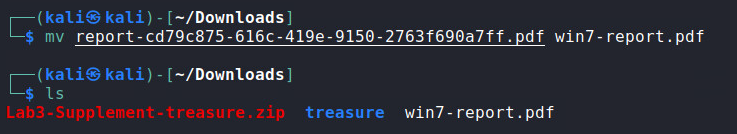 ┌──(kali㉿kali)-[~/Downloads]
└─$ mv report-cd79c875-616c-419e-9150-2763f690a7ff.pdf win7-report.pdf
┌──(kali㉿kali)-[~/Downloads]
└─$ ls
Lab3-Supplement-treasure.zip  treasure  win7-report.pdf